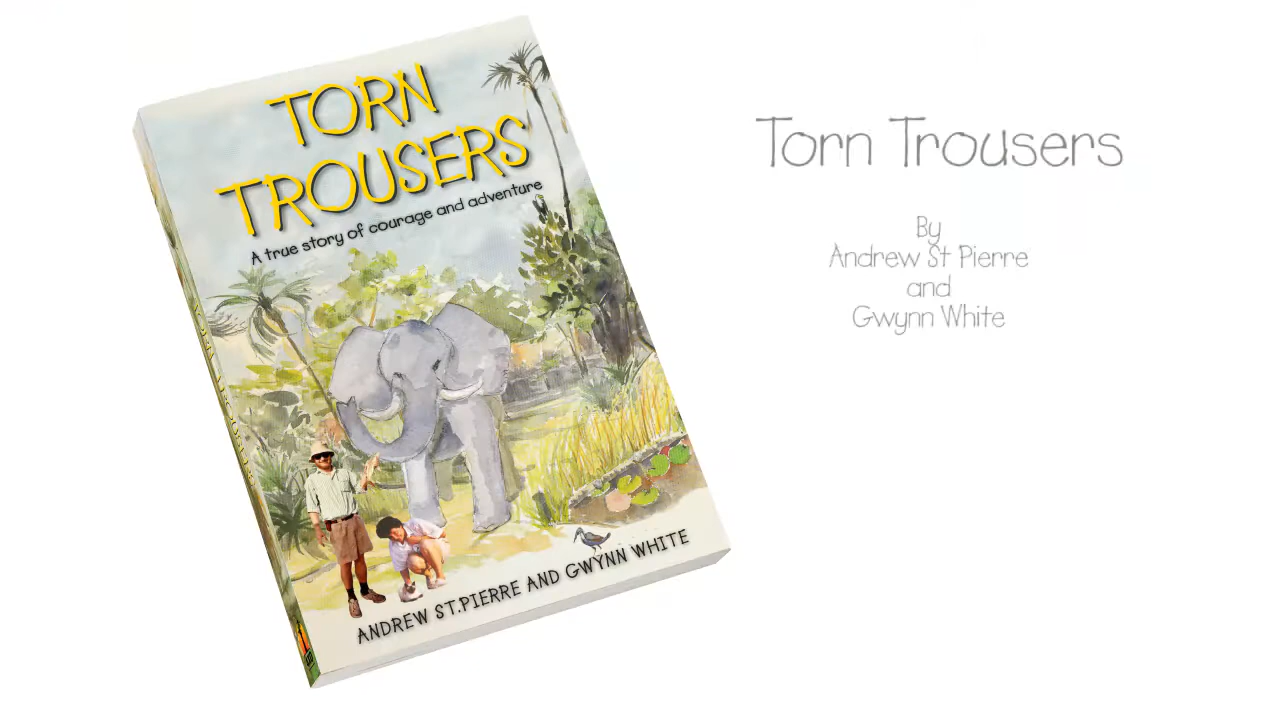 TORN
TROUSERS
A true story of courage and adventure
ANDREW ST.PIERRE AND GWYNN WHITE
Torn Trousers
By
Andrew St Pierre
and
Gwynn White